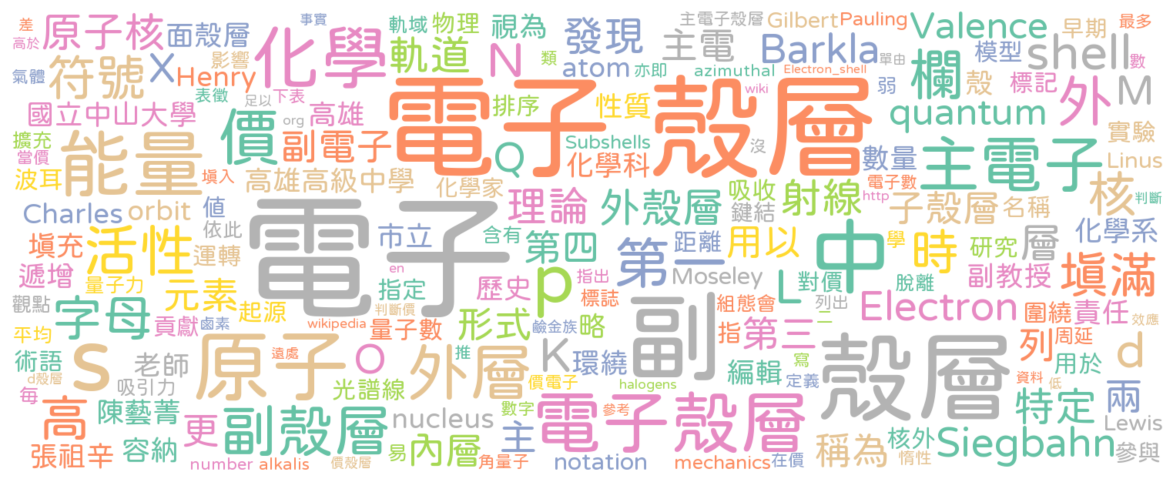 差 事實 軌域 物理 視為 主電子殼層 Gilbert Pauling 早期 最多
高於 原子核 面殼層 化學 軌道 N 類 發現 主電 Barkla Valence 模型 shell 數
氣體 符號 X 影響 Henry atom 亦即 azimuthal Electron_shell 單由 欄 殼 標記 外 M
國立中山大學 表徵 足以 下表 高雄 電子殼層 排序 性質 wiki 弱 quantum 實驗
擴充 能量 org 價 副電子 Q Subshells 化學科 沒 數量 主電子 Linus
當價 波耳 填入 高雄高級中學 化學家 理論 外殼層 吸收 鍵結 射線 電子數 http 子殼層 名稱 核 判斷
Charles orbit 值 依此 電子 市立 含有 第四 第一 距離 用以 中 學 時 研究 層 化學系
填充 活性 運轉 en 指定 歷史 p 指出 標誌 Moseley L 對價 脫離 副教授 填滿
遞增 量子力 元素 起源 判斷價 量子數 鹼金族 副 組態會 列出 Electron 圍繞 責任
觀點 字母 貢獻 鹵素 wikipedia 形式 略 指 第三 二 殼層 列 周延 效應
平均 S 原子 遠處 O 外層 推 K 環繞 寫 d
術語 d殼層 老師 吸引力 光譜線 價電子 halogens 編輯 定義 資料 用於 低
每 陳藝菁 副殼層 nucleus 數字 電子殼層 參考 特定 兩
高 張祖辛 容納 更 易 內層 主 稱為 核外 Siegbahn Lewis
number alkalis 價殼層 角量子 notation mechanics 在價 惰性 參與